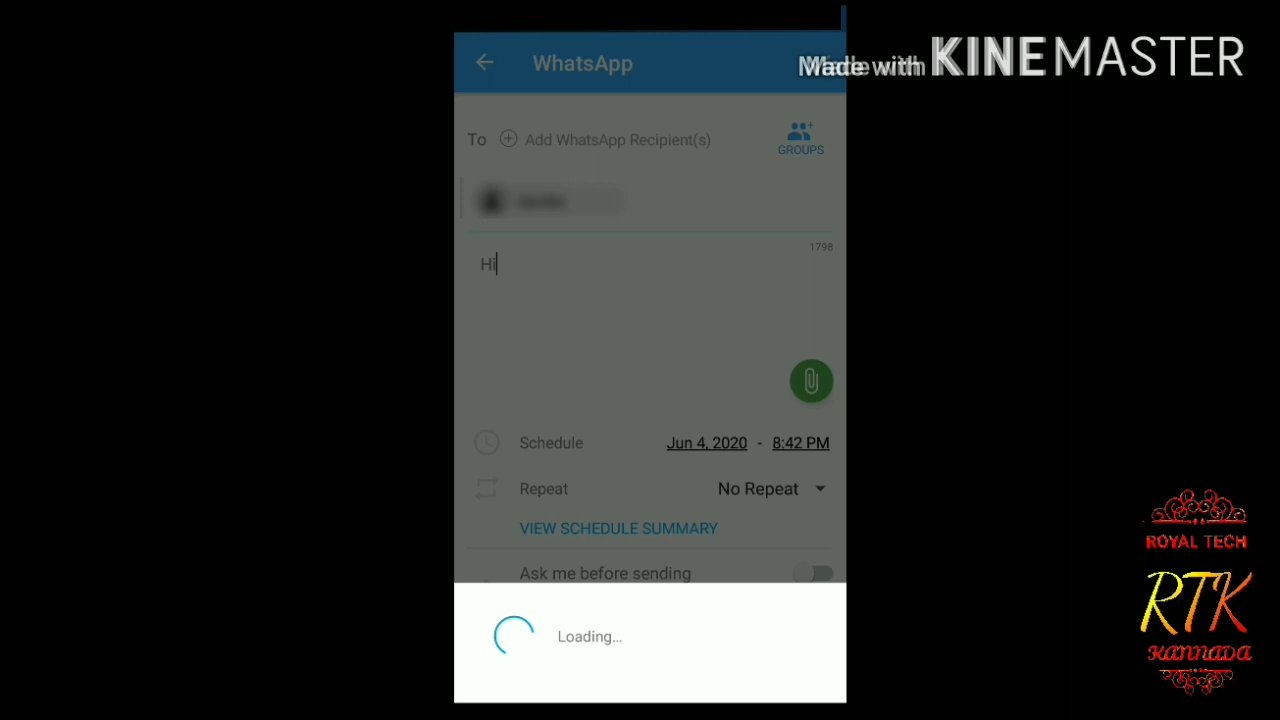 WhatsApp
Made with KINEMASTER
To Add WhatsApp Recipient(s)
GROUPS
1798
Hi
Schedule Jun 4, 2020 - 8:42 PM
Repeat No Repeat
VIEW SCHEDULE SUMMARY
Ask me before sending
Loading...
ROYAL TECH
RTK
KANNADA